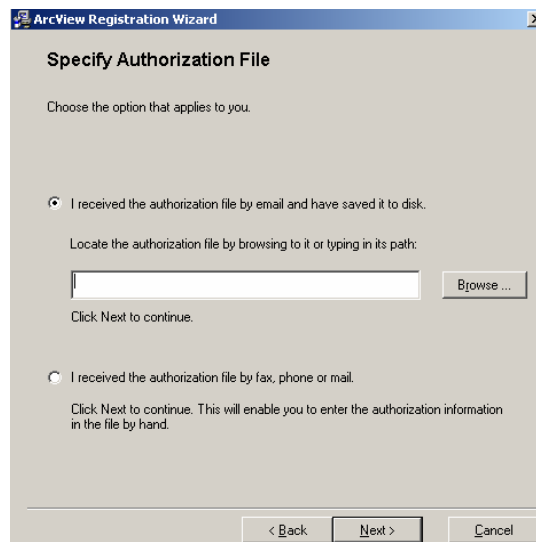 ArcView Registration Wizard
Specify Authorization File
Choose the option that applies to you.
I received the authorization file by email and have saved it to disk.
Locate the authorization file by browsing to it or typing in its path:
Browse ...
Click Next to continue.
I received the authorization file by fax, phone or mail.
Click Next to continue. This will enable you to enter the authorization information
in the file by hand.
< Back Next > Cancel